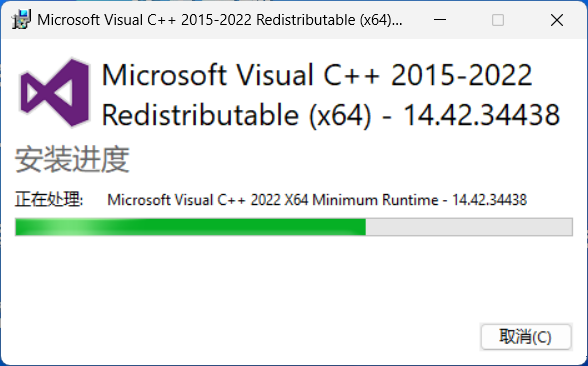 Microsoft Visual C++ 2015-2022 Redistributable (x64)...
Microsoft Visual C++ 2015-2022
Redistributable (x64) - 14.42.34438
安装进度
正在处理: Microsoft Visual C++ 2022 X64 Minimum Runtime - 14.42.34438
取消(C)